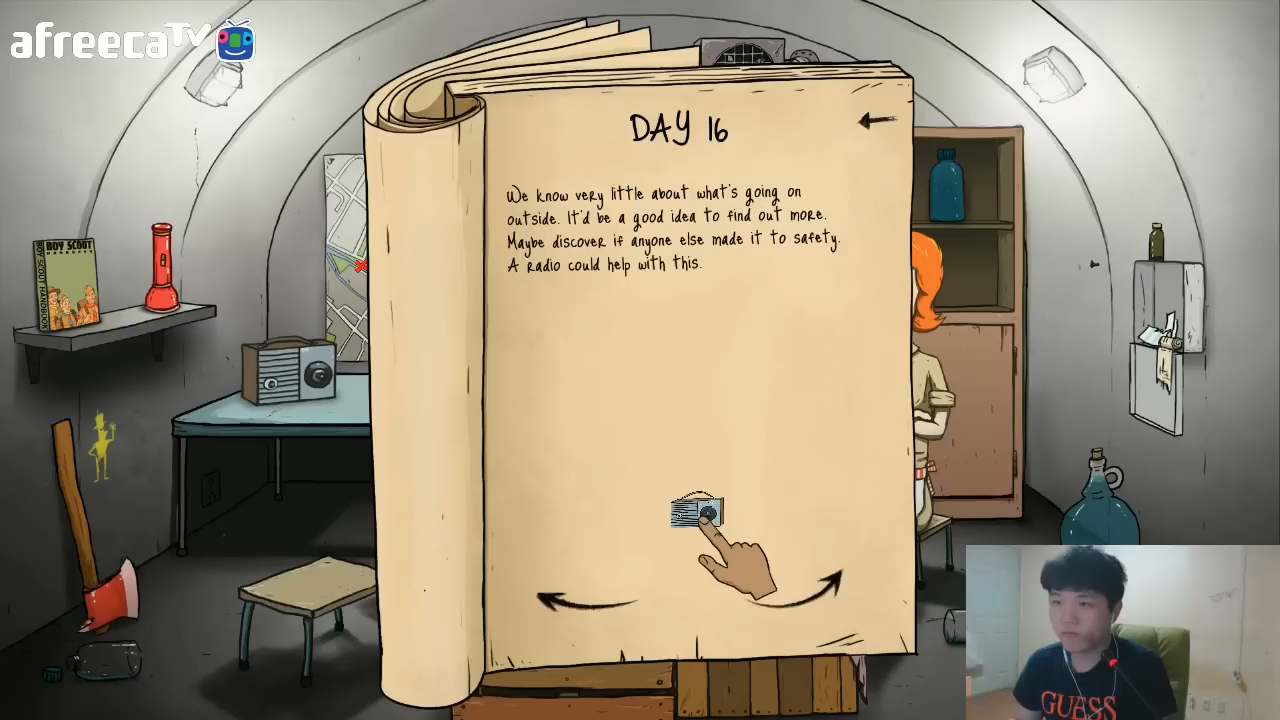 afreecaTV
DAY 16
We know very little about what's going on
outside. It'd be a good idea to find out more.
Maybe discover if anyone else made it to safety.
A radio could help with this.
BOY SCOUT
BOY SCOUT HANDBOOK
GUESS